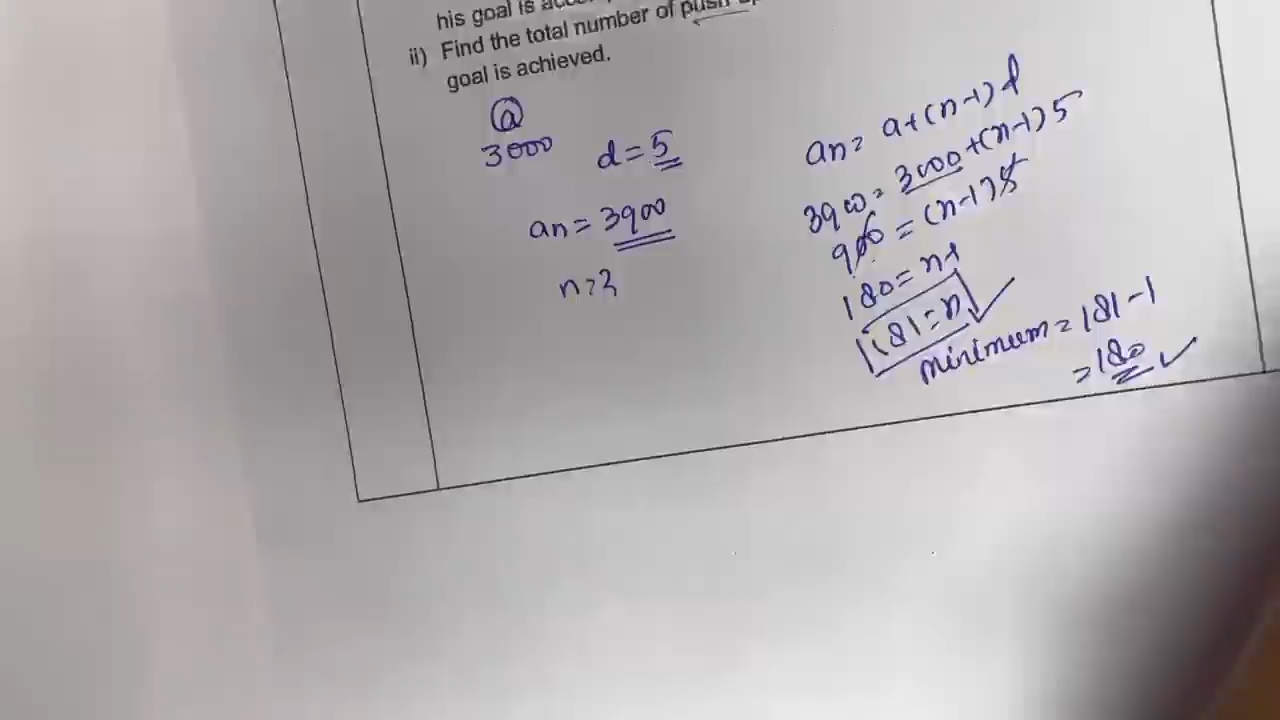 his goal is
ii) Find the total number of push
goal is achieved.
a
3000
d = 5
an = 3900
n = ?
an = a + (n-1) d
3900 = 3000 + (n-1) 5
900 = (n-1) 5
180 = n-1
181 = n ✓
minimum = 181 - 1
= 180 ✓